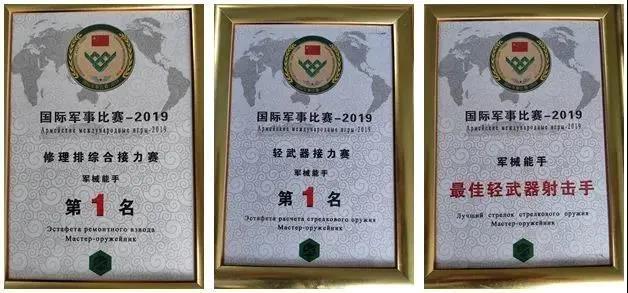 国际军事比赛-2019
Армейские международные игры-2019
修理排综合接力赛
军械能手
第1名
Эстафета ремонтного взвода
Мастер-оружейник
国际军事比赛-2019
Армейские международные игры-2019
轻武器接力赛
军械能手
第1名
Эстафета расчета стрелкового оружия
Мастер-оружейник
国际军事比赛-2019
Армейские международные игры-2019
军械能手
最佳轻武器射击手
Лучший стрелок стрелкового оружия
Мастер-оружейник